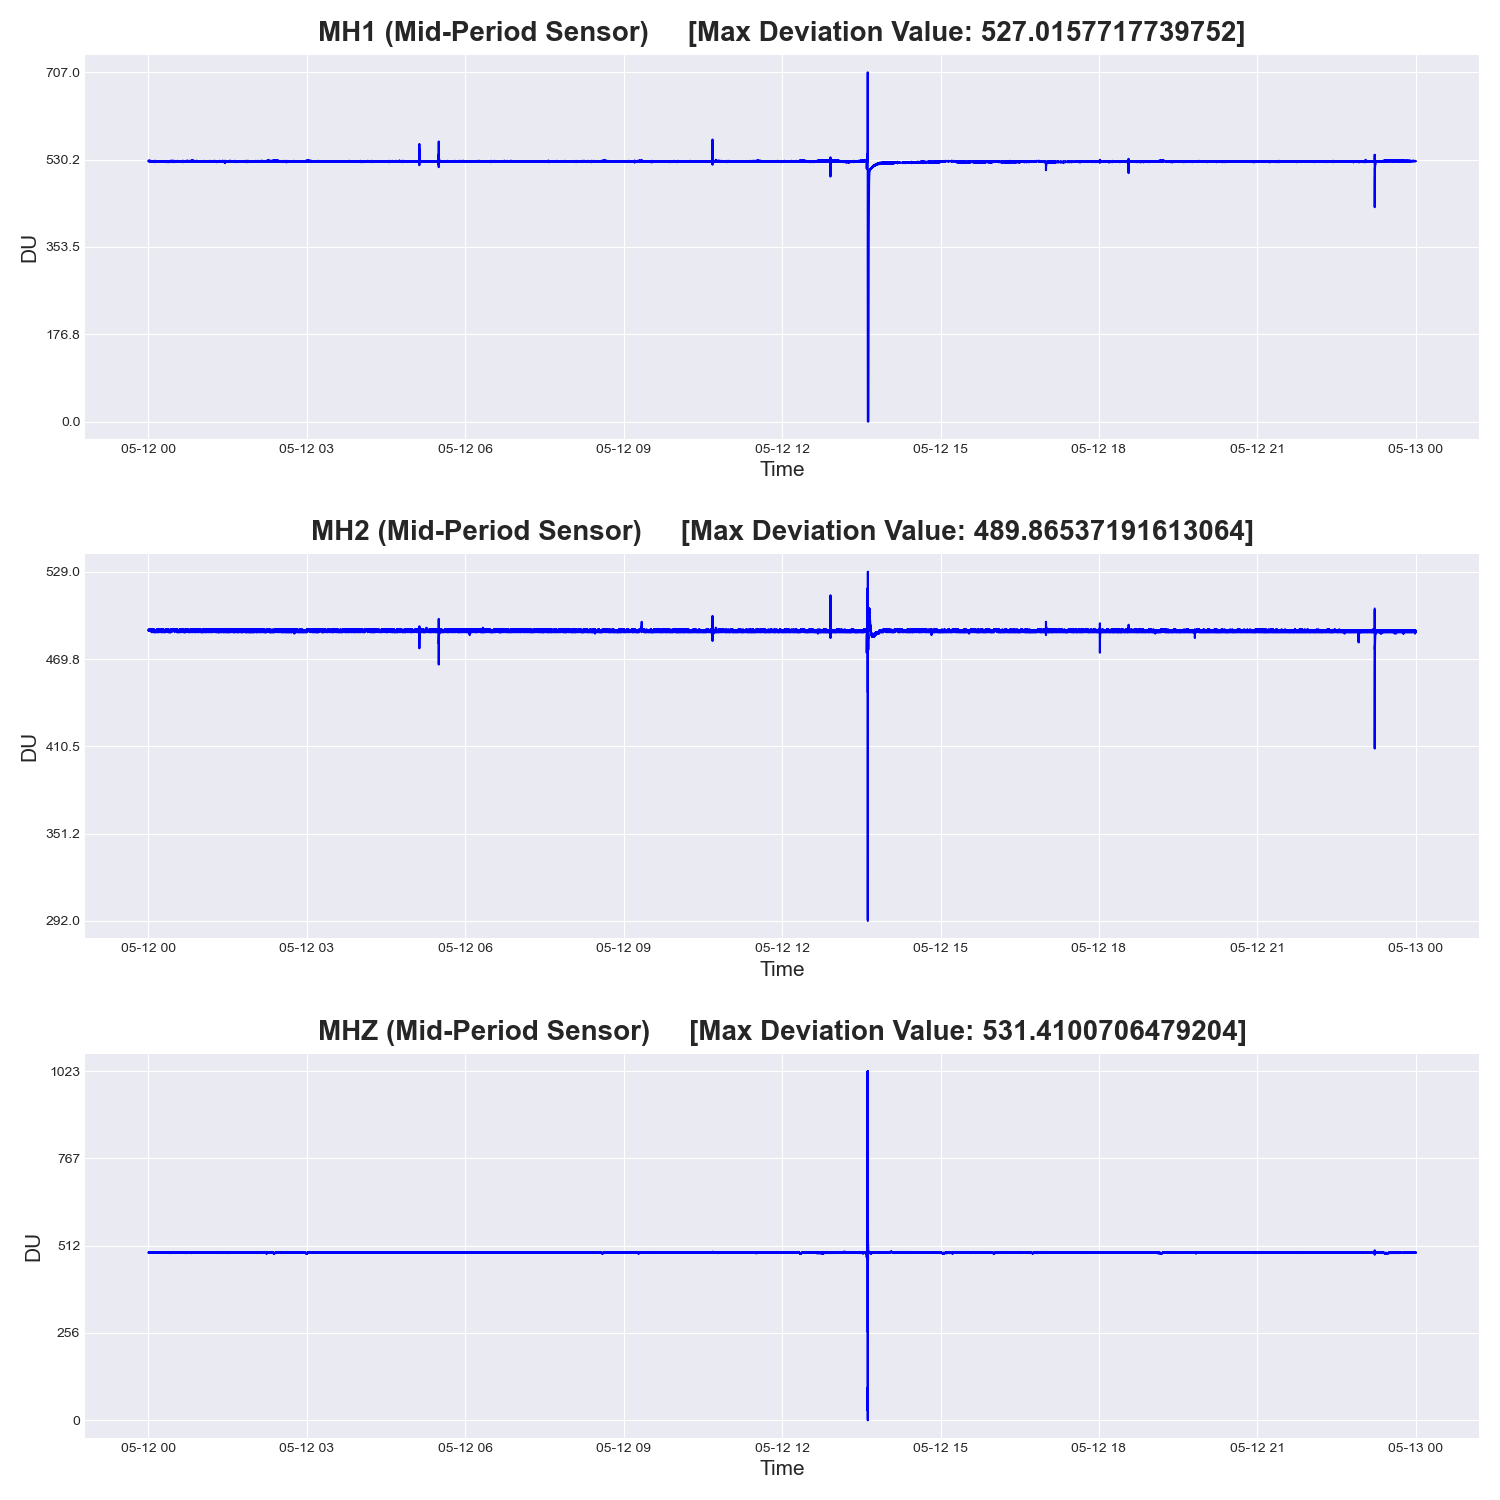 MH1 (Mid-Period Sensor) [Max Deviation Value: 527.0157717739752]
707.0
530.2
353.5
176.8
0.0
DU
05-12 00 05-12 03 05-12 06 05-12 09 05-12 12 05-12 15 05-12 18 05-12 21 05-13 00
Time
MH2 (Mid-Period Sensor) [Max Deviation Value: 489.86537191613064]
529.0
469.8
410.5
351.2
292.0
DU
05-12 00 05-12 03 05-12 06 05-12 09 05-12 12 05-12 15 05-12 18 05-12 21 05-13 00
Time
MHZ (Mid-Period Sensor) [Max Deviation Value: 531.4100706479204]
1023
767
512
256
0
DU
05-12 00 05-12 03 05-12 06 05-12 09 05-12 12 05-12 15 05-12 18 05-12 21 05-13 00
Time